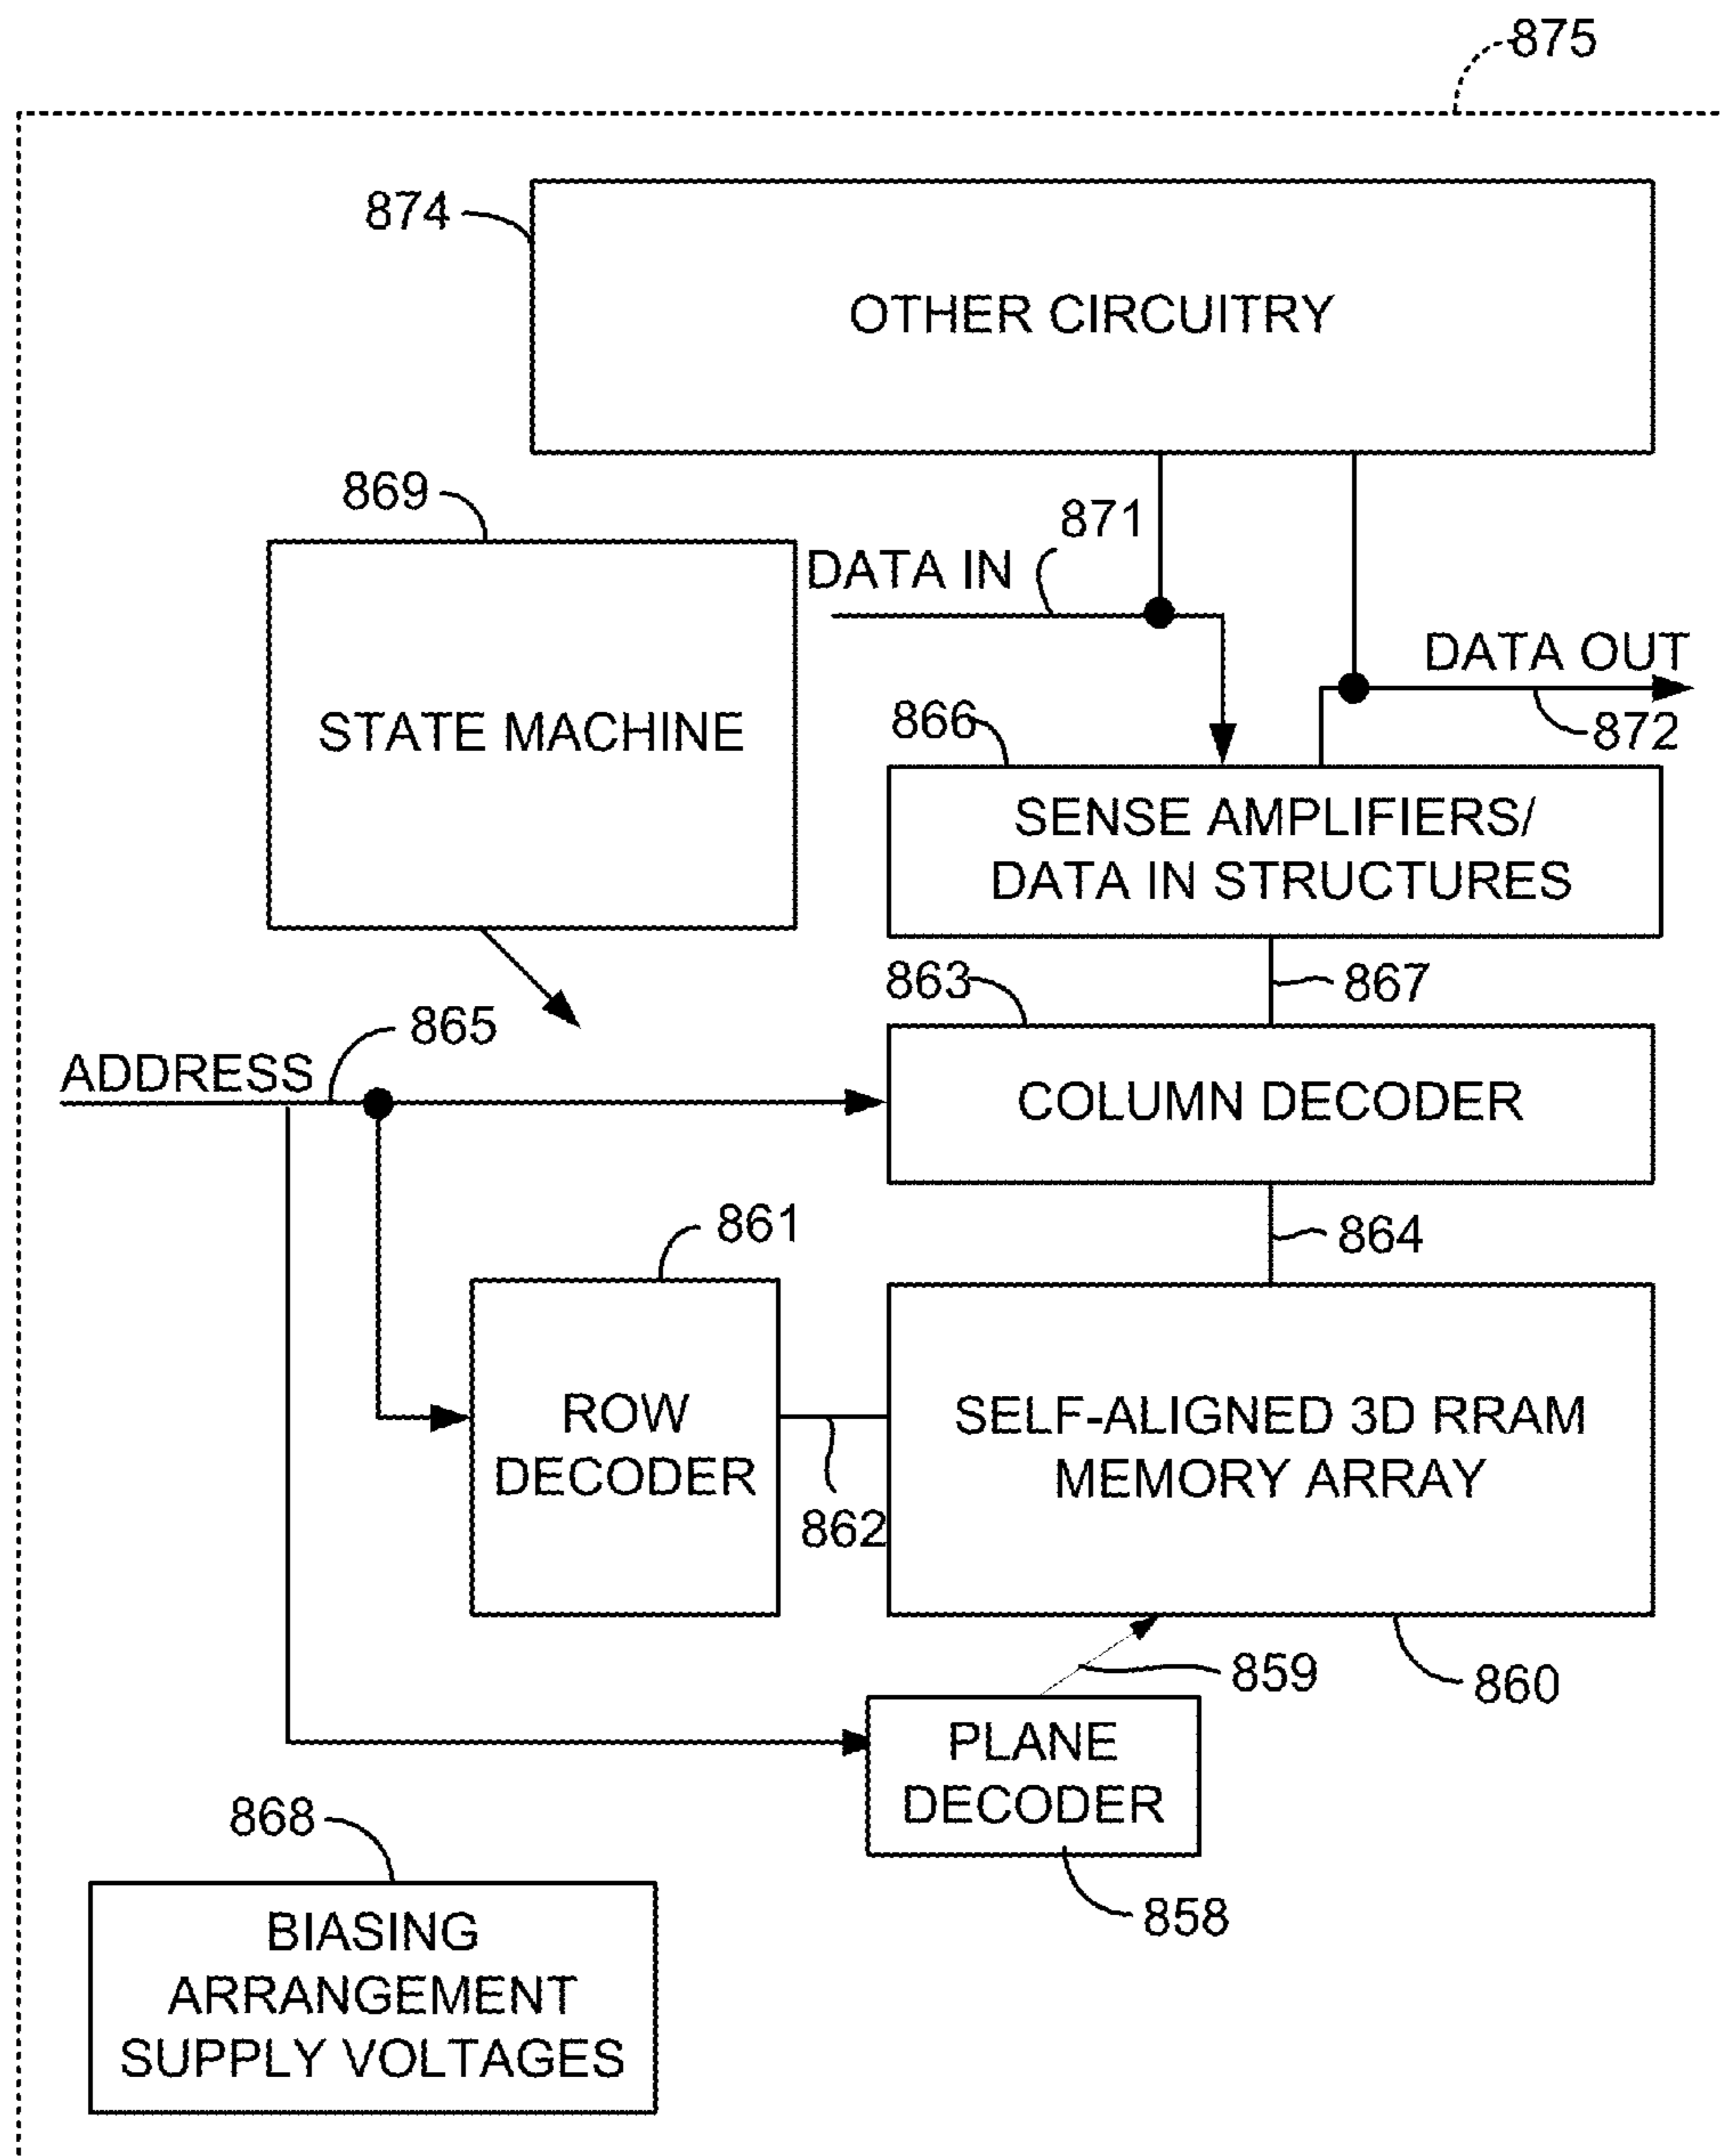 875
874
OTHER CIRCUITRY
869
871
DATA IN
STATE MACHINE
DATA OUT
872
866
SENSE AMPLIFIERS/
DATA IN STRUCTURES
863
867
865
ADDRESS
COLUMN DECODER
861
864
ROW
DECODER
862
SELF-ALIGNED 3D RRAM
MEMORY ARRAY
859
860
PLANE
DECODER
858
868
BIASING
ARRANGEMENT
SUPPLY VOLTAGES